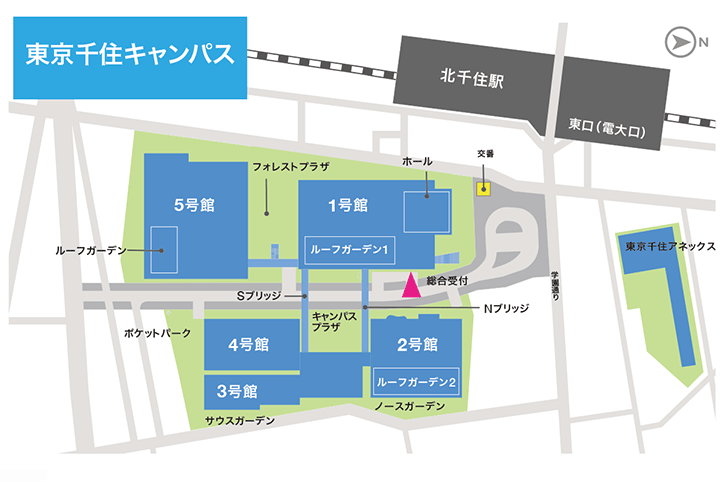 東京千住キャンパス
北千住駅
N
東口(電大口)
交番
ホール
フォレストプラザ
5号館
1号館
ルーフガーデン
ルーフガーデン1
東京千住アネックス
総合受付
学園通り
Sブリッジ
Nブリッジ
キャンパス
プラザ
ポケットパーク
4号館
2号館
3号館
ルーフガーデン2
サウスガーデン
ノースガーデン